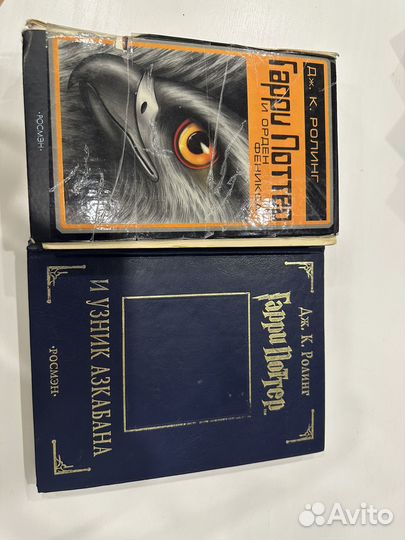 Дж. К. РОЛИНГ
Гарри Поттер
И ОРДЕН
ФЕНИКСА
·РОСМЭН·
Дж. К. Ролинг
Гарри Поттер
И УЗНИК АЗКАБАНА
·РОСМЭН·
Avito